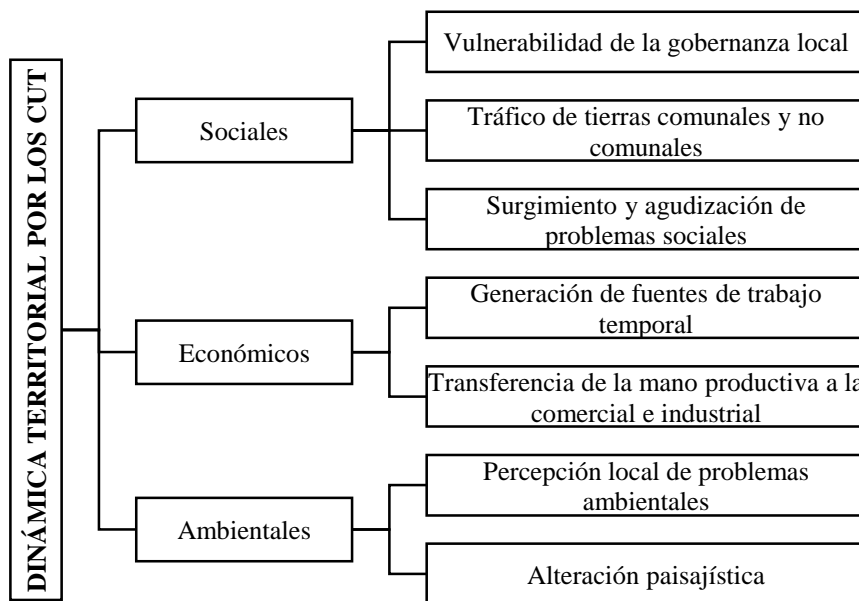 DINÁMICA TERRITORIAL POR LOS CUT
Sociales
Vulnerabilidad de la gobernanza local
Tráfico de tierras comunales y no
comunales
Surgimiento y agudización de
problemas sociales
Económicos
Generación de fuentes de trabajo
temporal
Transferencia de la mano productiva a la
comercial e industrial
Ambientales
Percepción local de problemas
ambientales
Alteración paisajística